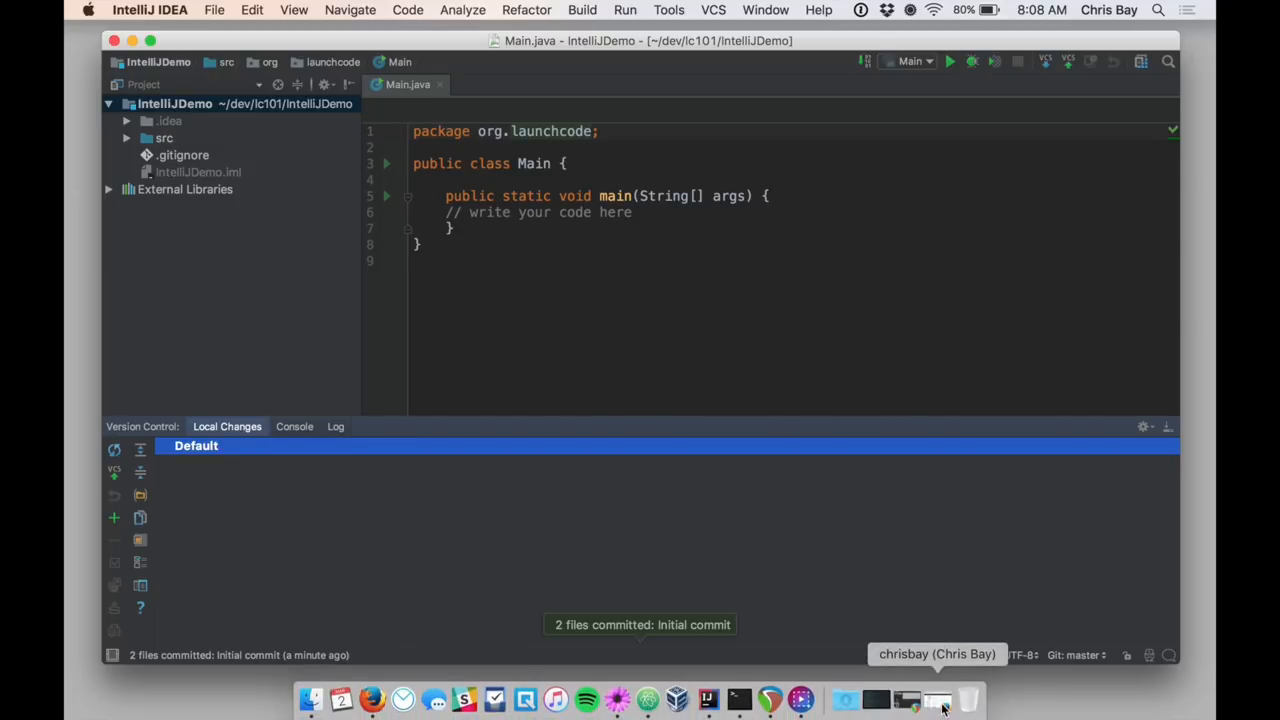 IntelliJ IDEA File Edit View Navigate Code Analyze Refactor Build Run Tools VCS Window Help 80% 8:08 AM Chris Bay
Main.java - IntelliJDemo - [~/dev/lc101/IntelliJDemo]
IntelliJDemo src org launchcode Main Main
Project Main.java
IntelliJDemo ~/dev/lc101/IntelliJDemo
.idea
src
.gitignore
IntelliJDemo.iml
External Libraries
1 package org.launchcode;
2
3 public class Main {
4
5 public static void main(String[] args) {
6 // write your code here
7 }
8 }
9
Version Control: Local Changes Console Log
Default
VCS
2 files committed: Initial commit
chrisbay (Chris Bay)
2 files committed: Initial commit (a minute ago) UTF-8 Git: master